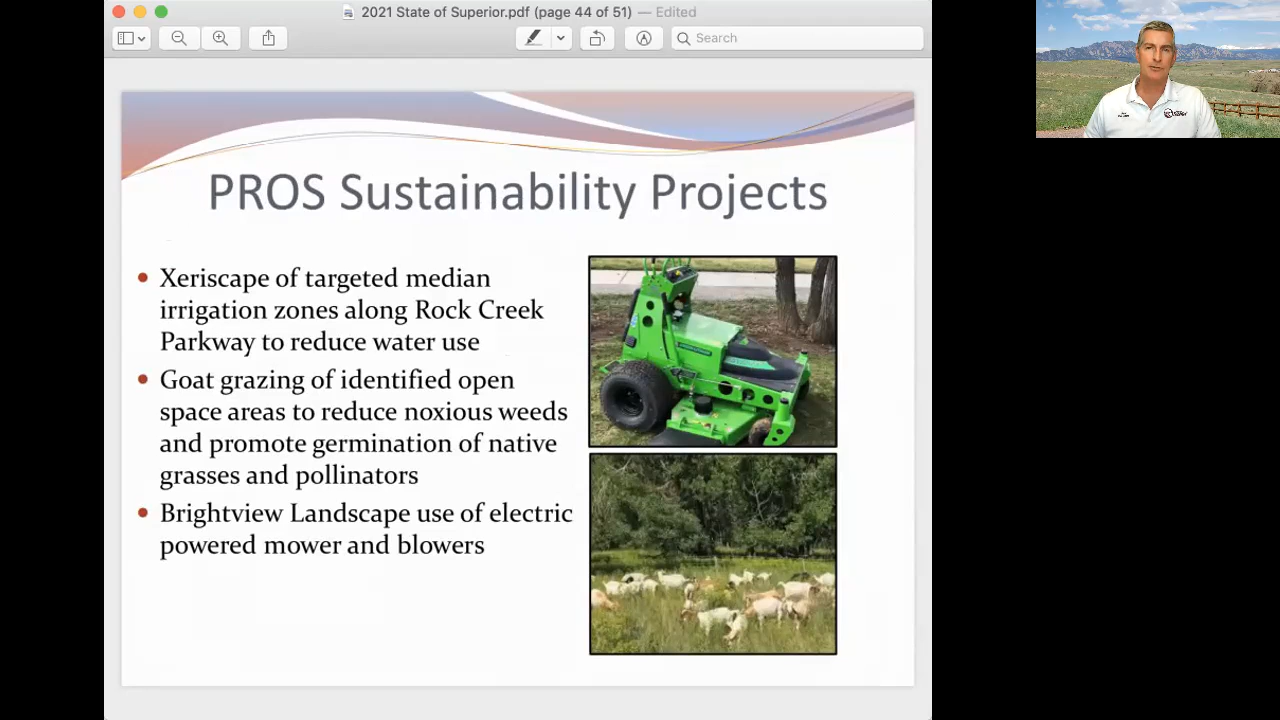 2021 State of Superior.pdf (page 44 of 51) — Edited
Search
PROS Sustainability Projects
• Xeriscape of targeted median
irrigation zones along Rock Creek
Parkway to reduce water use
• Goat grazing of identified open
space areas to reduce noxious weeds
and promote germination of native
grasses and pollinators
• Brightview Landscape use of electric
powered mower and blowers